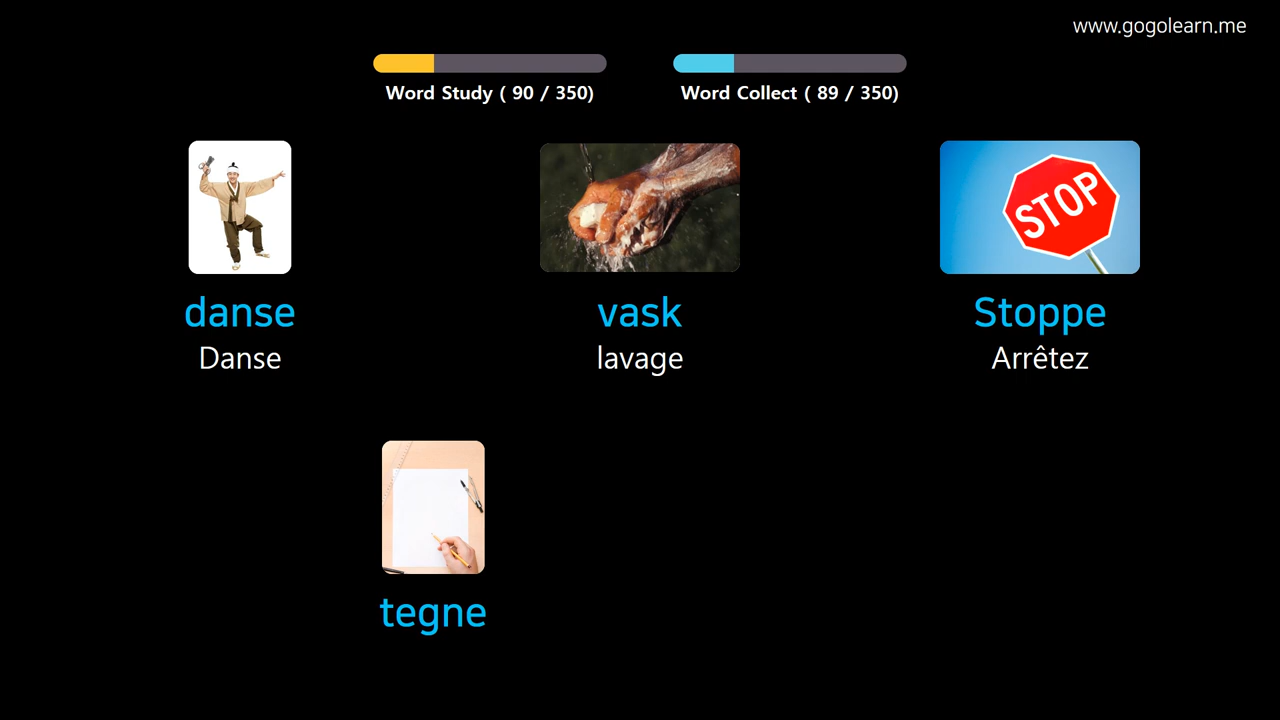 www.gogolearn.me
Word Study ( 90 / 350)
Word Collect ( 89 / 350)
STOP
danse
Danse
vask
lavage
Stoppe
Arrêtez
tegne